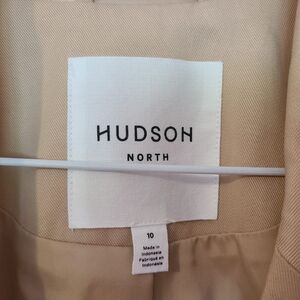 HUDSON
NORTH
10
Made in
Indonesia
Fabriqué en
Indonésie